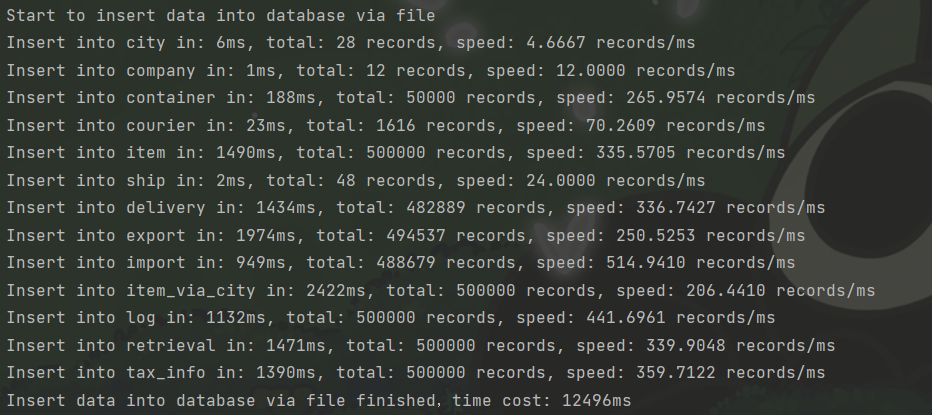 Start to insert data into database via file
Insert into city in: 6ms, total: 28 records, speed: 4.6667 records/ms
Insert into company in: 1ms, total: 12 records, speed: 12.0000 records/ms
Insert into container in: 188ms, total: 50000 records, speed: 265.9574 records/ms
Insert into courier in: 23ms, total: 1616 records, speed: 70.2609 records/ms
Insert into item in: 1490ms, total: 500000 records, speed: 335.5705 records/ms
Insert into ship in: 2ms, total: 48 records, speed: 24.0000 records/ms
Insert into delivery in: 1434ms, total: 482889 records, speed: 336.7427 records/ms
Insert into export in: 1974ms, total: 494537 records, speed: 250.5253 records/ms
Insert into import in: 949ms, total: 488679 records, speed: 514.9410 records/ms
Insert into item_via_city in: 2422ms, total: 500000 records, speed: 206.4410 records/ms
Insert into log in: 1132ms, total: 500000 records, speed: 441.6961 records/ms
Insert into retrieval in: 1471ms, total: 500000 records, speed: 339.9048 records/ms
Insert into tax_info in: 1390ms, total: 500000 records, speed: 359.7122 records/ms
Insert data into database via file finished, time cost: 12496ms